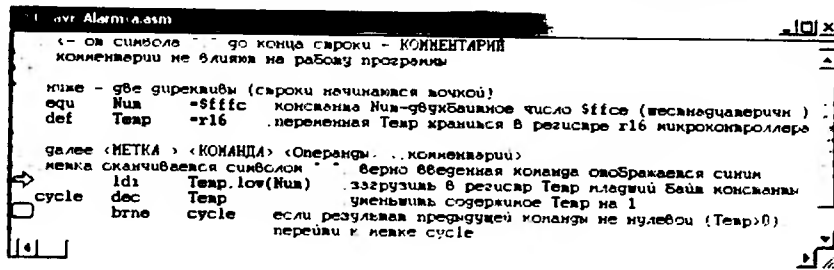 avr Alarm\a.asm
<- от символа " " до конца строки - КОММЕНТАРИЙ
комментарии не влияют на работу программы
ниже - две директивы (строки начинаются точкой)
equ Num =$fffc константа Num-двухбайтное число $ffce (шестнадцатеричн )
def Temp =r16 .переменная Temp хранится в регистре r16 микроконтроллера
далее <МЕТКА > <КОМАНДА> <Операнды. ..комментарий>
метка оканчивается символом " " верно введенная команда отображается синим
ldi Temp.low(Num) .загрузить в регистр Temp младший байт константы
cycle dec Temp уменьшить содержимое Temp на 1
brne cycle если результат предыдущей команды не нулевой (Temp>0)
перейти к метке cycle